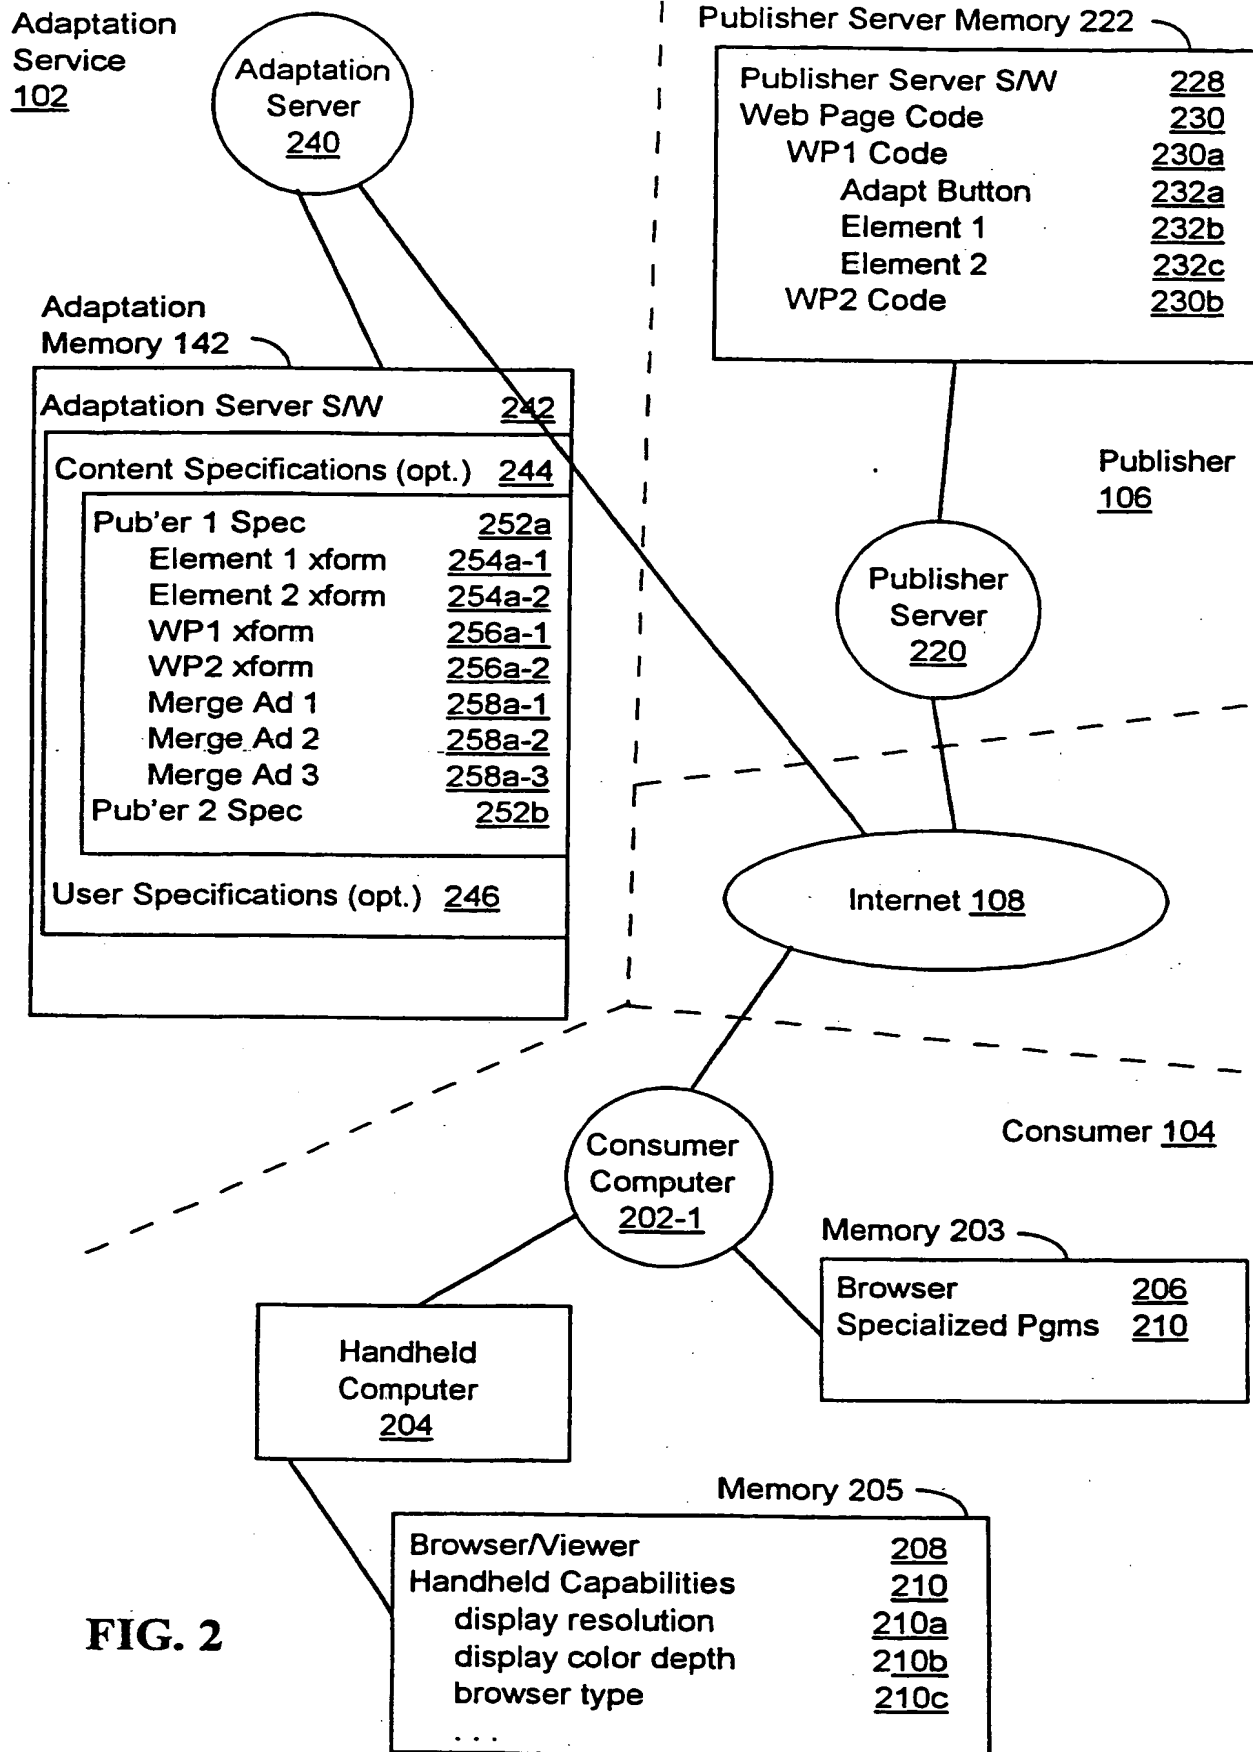 Adaptation
Service
102
Adaptation
Server
240
Publisher Server Memory 222
Publisher Server S/W 228
Web Page Code 230
WP1 Code 230a
Adapt Button 232a
Element 1 232b
Element 2 232c
WP2 Code 230b
Adaptation
Memory 142
Adaptation Server S/W 242
Content Specifications (opt.) 244
Pub'er 1 Spec 252a
Element 1 xform 254a-1
Element 2 xform 254a-2
WP1 xform 256a-1
WP2 xform 256a-2
Merge Ad 1 258a-1
Merge Ad 2 258a-2
Merge Ad 3 258a-3
Pub'er 2 Spec 252b
User Specifications (opt.) 246
Publisher
106
Publisher
Server
220
Internet 108
Consumer 104
Consumer
Computer
202-1
Memory 203
Browser 206
Specialized Pgms 210
Handheld
Computer
204
Memory 205
Browser/Viewer 208
Handheld Capabilities 210
display resolution 210a
display color depth 210b
browser type 210c
. . .
FIG. 2